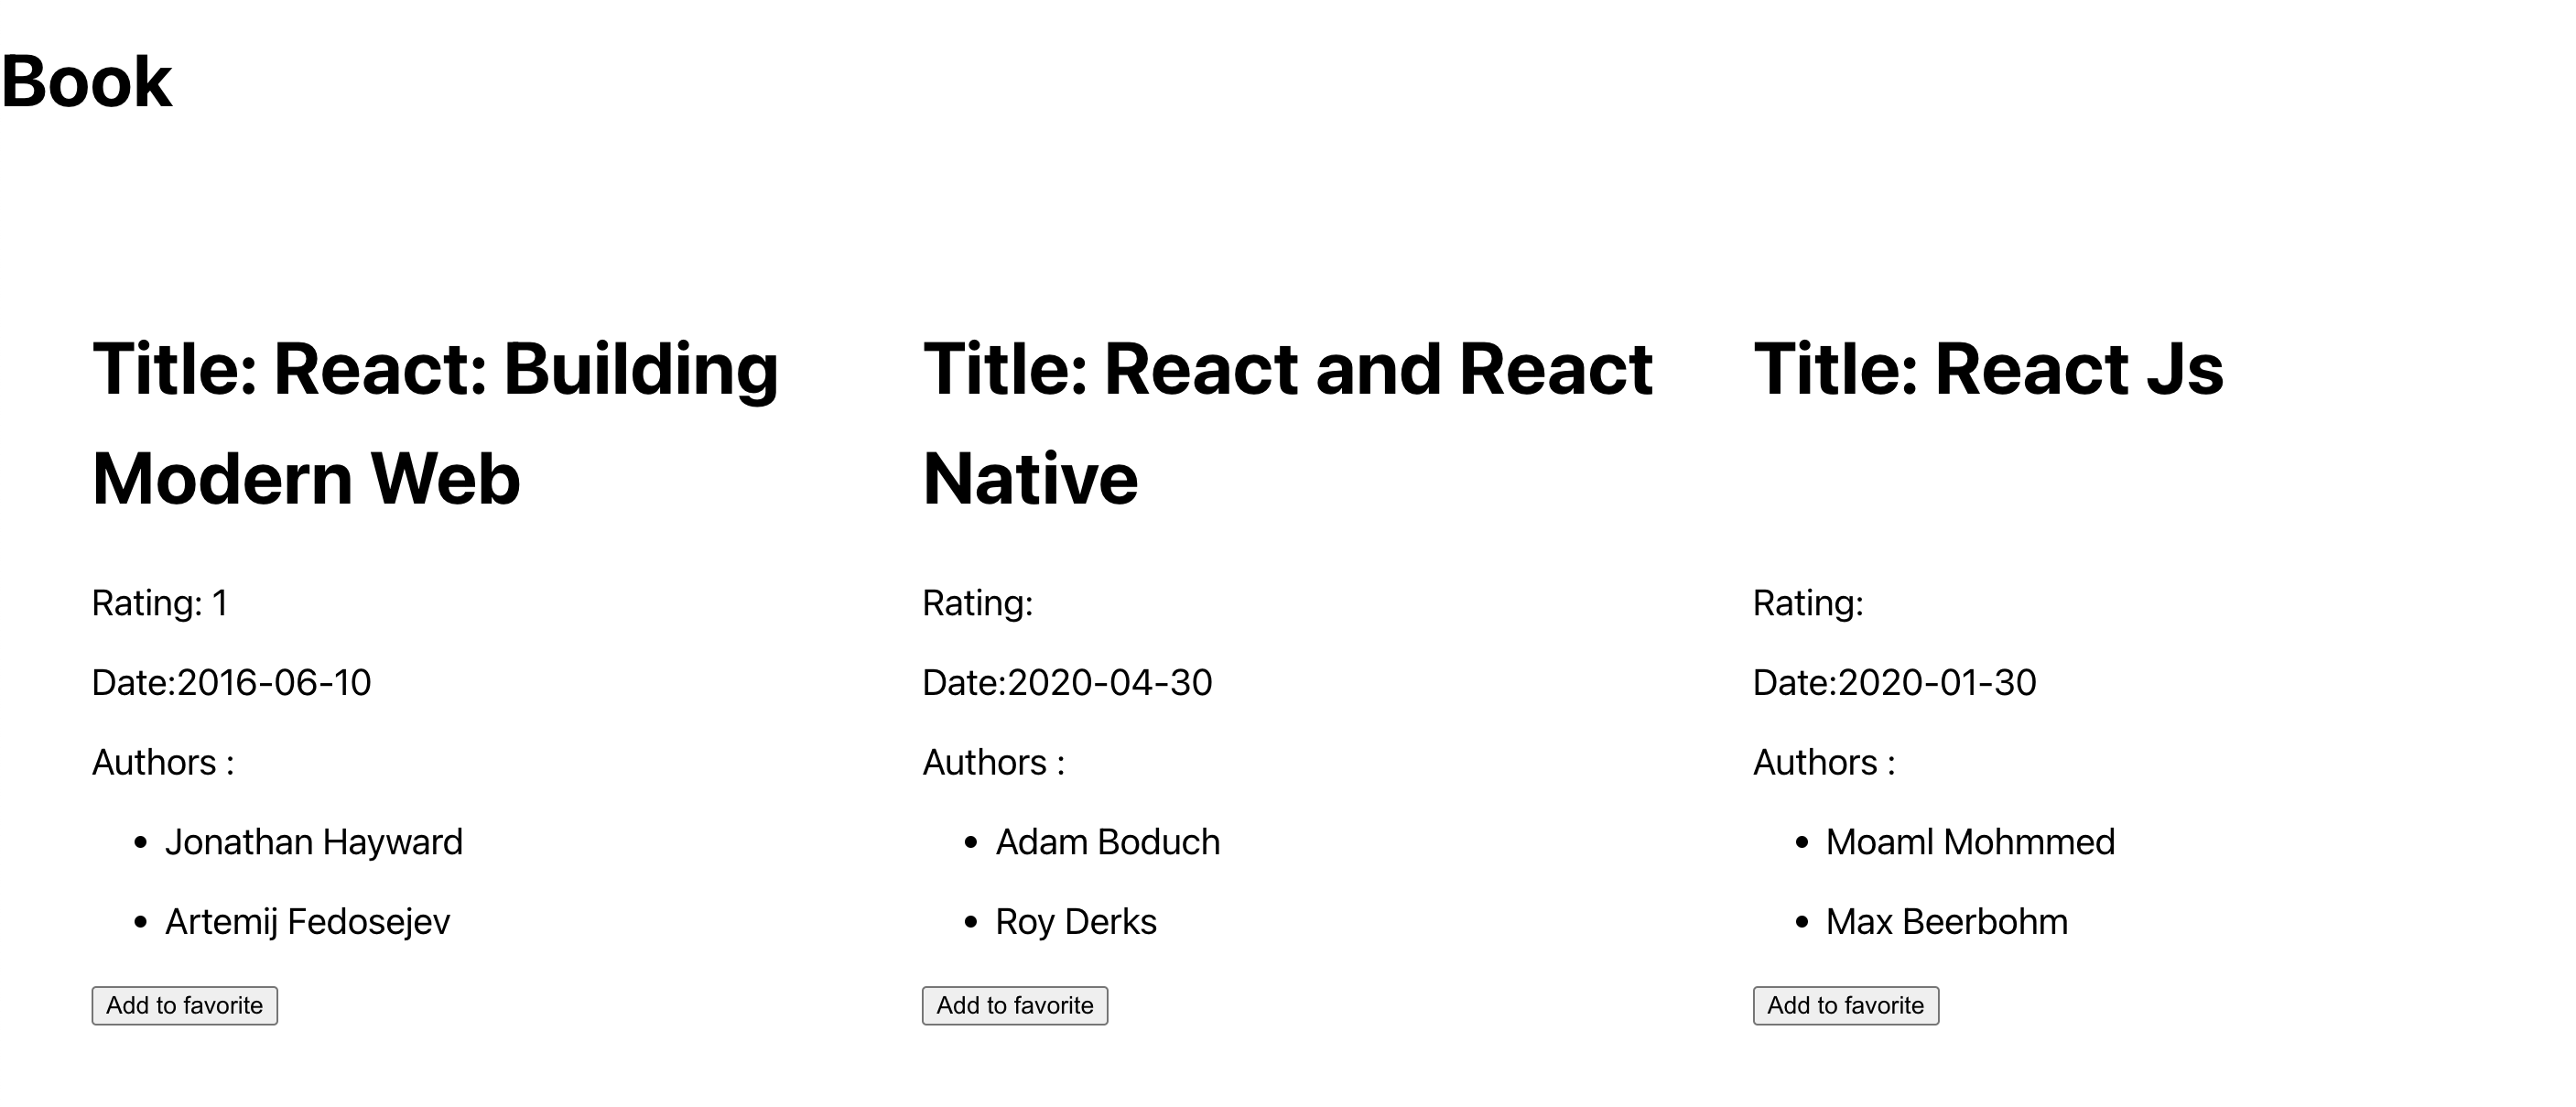 Book
Title: React: Building
Modern Web
Rating: 1
Date:2016-06-10
Authors :
• Jonathan Hayward
• Artemij Fedosejev
Add to favorite
Title: React and React
Native
Rating:
Date:2020-04-30
Authors :
• Adam Boduch
• Roy Derks
Add to favorite
Title: React Js
Rating:
Date:2020-01-30
Authors :
• Moaml Mohmmed
• Max Beerbohm
Add to favorite